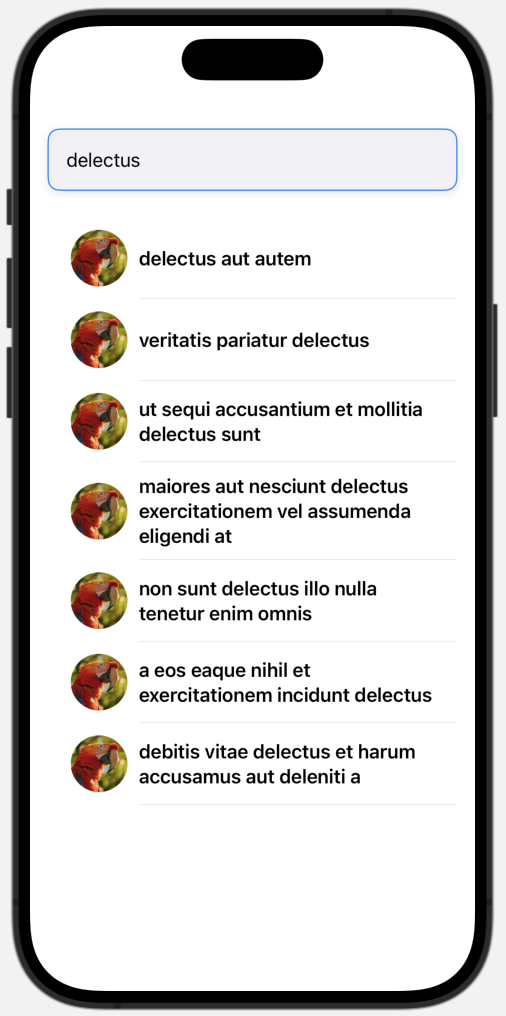 delectus
delectus aut autem
veritatis pariatur delectus
ut sequi accusantium et mollitia
delectus sunt
maiores aut nesciunt delectus
exercitationem vel assumenda
eligendi at
non sunt delectus illo nulla
tenetur enim omnis
a eos eaque nihil et
exercitationem incidunt delectus
debitis vitae delectus et harum
accusamus aut deleniti a